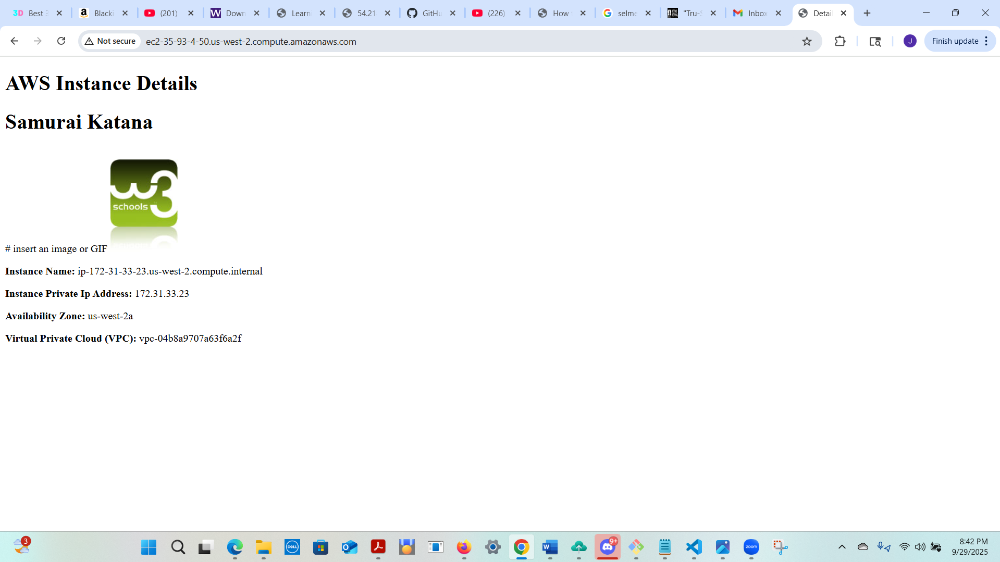 Best 3
Blacki
(201)
Down
Learn
54.21
GitHu
(226)
How
selme
"Tru-S
Inbox
Detai
Not secure
ec2-35-93-4-50.us-west-2.compute.amazonaws.com
J
Finish update
AWS Instance Details
Samurai Katana
w3
schools
# insert an image or GIF
Instance Name: ip-172-31-33-23.us-west-2.compute.internal
Instance Private Ip Address: 172.31.33.23
Availability Zone: us-west-2a
Virtual Private Cloud (VPC): vpc-04b8a9707a63f6a2f
3
DELL
9+
zoom
8:42 PM
9/29/2025